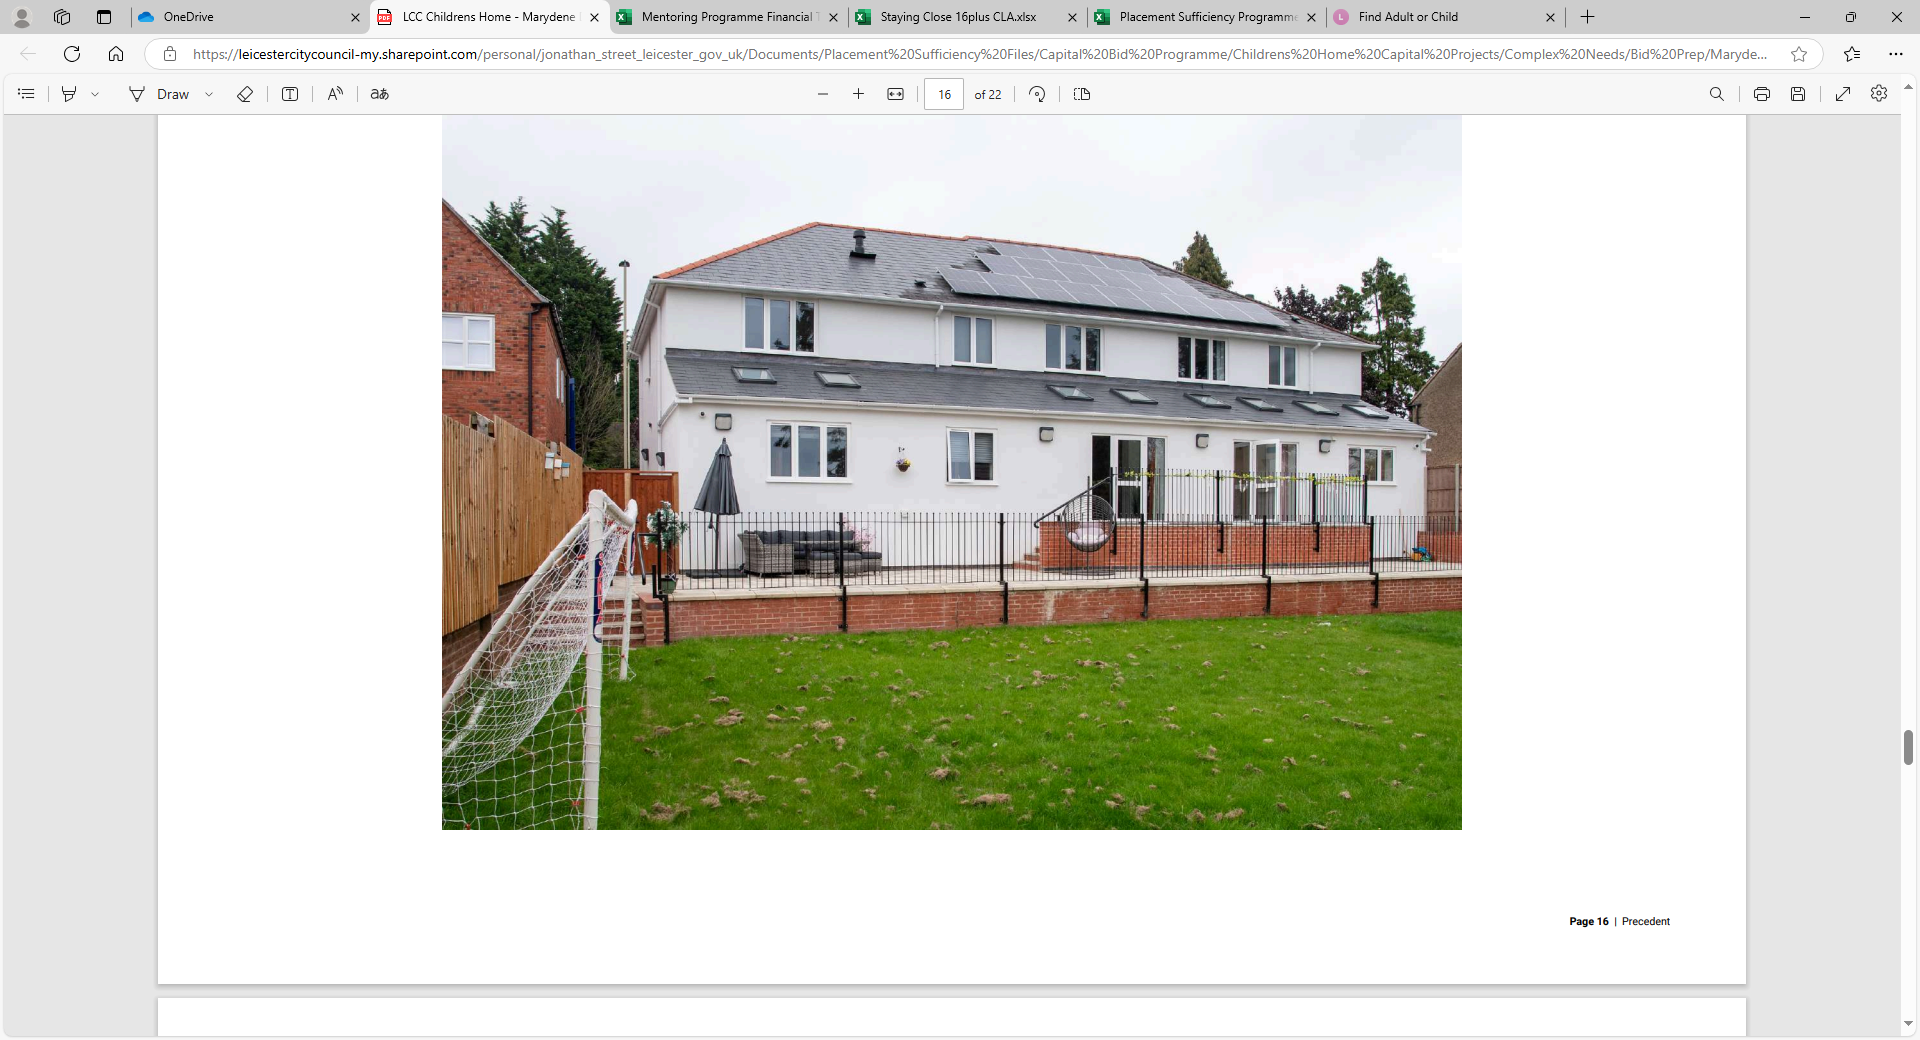 OneDrive
LCC Childrens Home - Marydene
Mentoring Programme Financial T
Staying Close 16plus CLA.xlsx
Placement Sufficiency Programme
L
Find Adult or Child
https://leicestercitycouncil-my.sharepoint.com/personal/jonathan_street_leicester_gov_uk/Documents/Placement%20Sufficiency%20Files/Capital%20Bid%20Programme/Childrens%20Home%20Capital%20Projects/Complex%20Needs/Bid%20Prep/Maryde...
Draw
16 of 22
Page 16 | Precedent